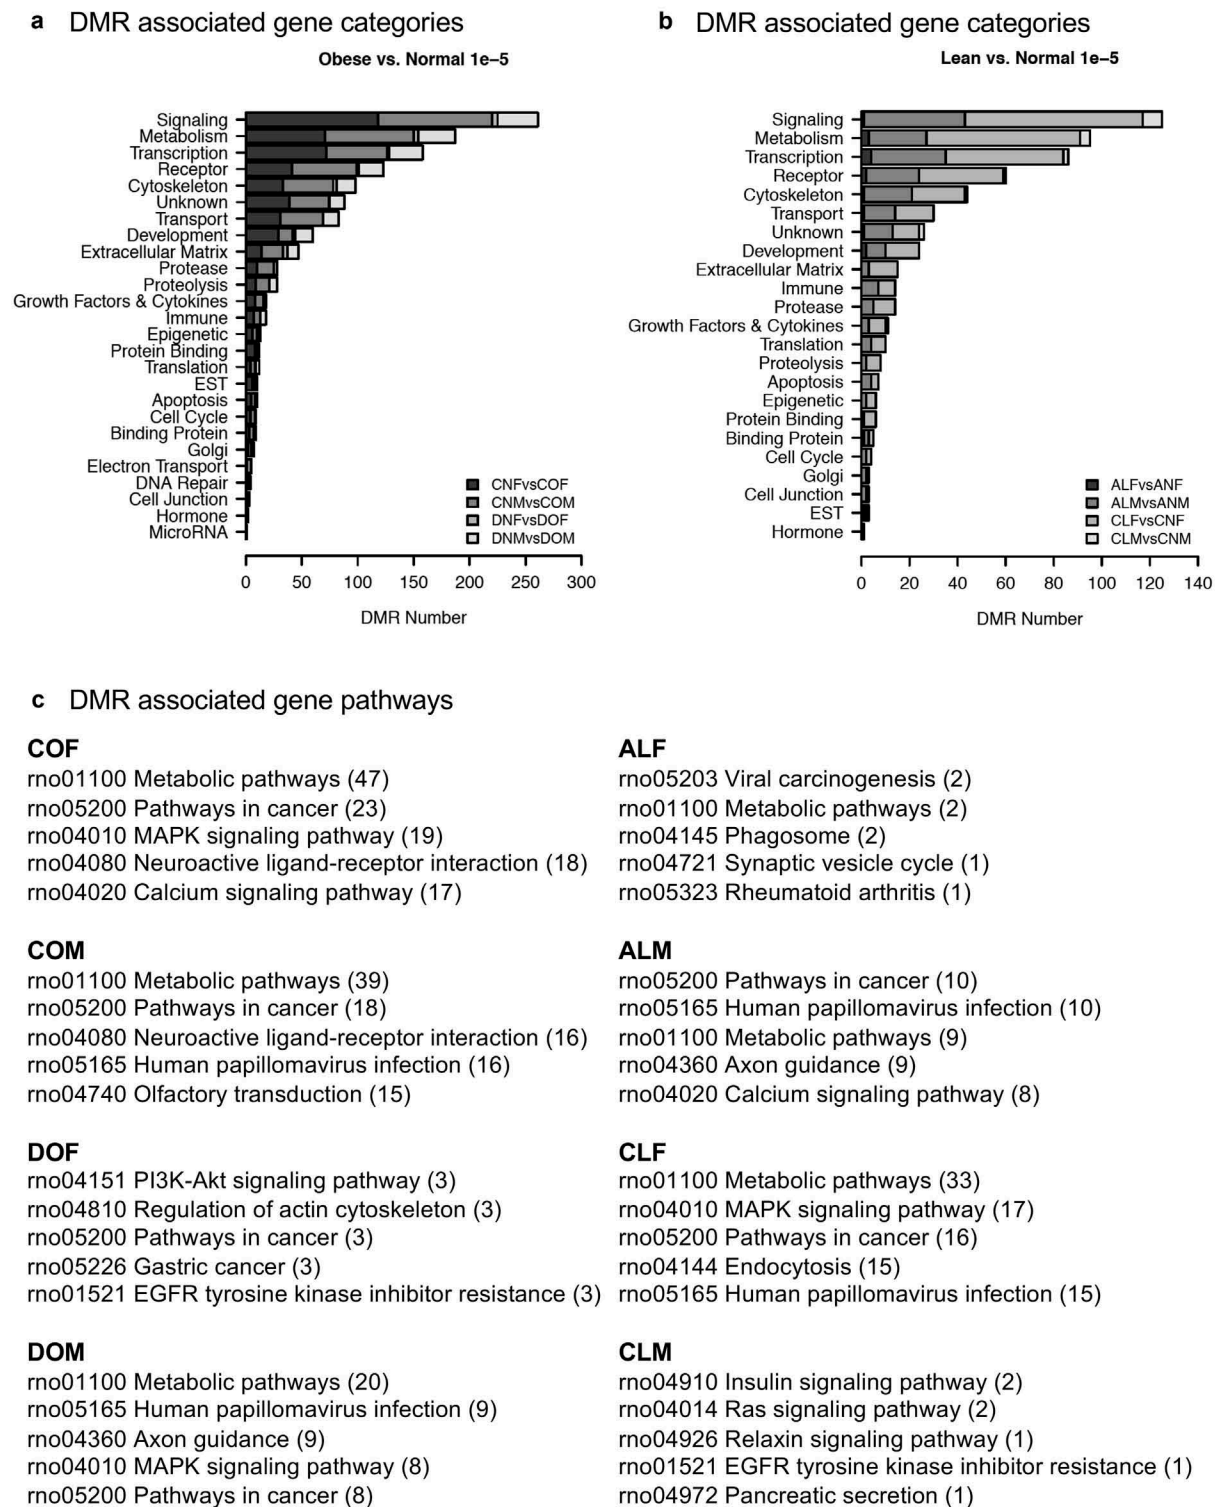 a DMR associated gene categories
Obese vs. Normal 1e−5
Signaling
Metabolism
Transcription
Receptor
Cytoskeleton
Unknown
Transport
Development
Extracellular Matrix
Protease
Proteolysis
Growth Factors & Cytokines
Immune
Epigenetic
Protein Binding
Translation
EST
Apoptosis
Cell Cycle
Binding Protein
Golgi
Electron Transport
DNA Repair
Cell Junction
Hormone
MicroRNA
CNFvsCOF
CNMvsCOM
DNFvsDOF
DNMvsDOM
0 50 100 150 200 250 300
DMR Number
b DMR associated gene categories
Lean vs. Normal 1e−5
Signaling
Metabolism
Transcription
Receptor
Cytoskeleton
Transport
Unknown
Development
Extracellular Matrix
Immune
Protease
Growth Factors & Cytokines
Translation
Proteolysis
Apoptosis
Epigenetic
Protein Binding
Binding Protein
Cell Cycle
Golgi
Cell Junction
EST
Hormone
ALFvsANF
ALMvsANM
CLFvsCNF
CLMvsCNM
0 20 40 60 80 100 120 140
DMR Number
c DMR associated gene pathways
COF
rno01100 Metabolic pathways (47)
rno05200 Pathways in cancer (23)
rno04010 MAPK signaling pathway (19)
rno04080 Neuroactive ligand-receptor interaction (18)
rno04020 Calcium signaling pathway (17)
COM
rno01100 Metabolic pathways (39)
rno05200 Pathways in cancer (18)
rno04080 Neuroactive ligand-receptor interaction (16)
rno05165 Human papillomavirus infection (16)
rno04740 Olfactory transduction (15)
DOF
rno04151 PI3K-Akt signaling pathway (3)
rno04810 Regulation of actin cytoskeleton (3)
rno05200 Pathways in cancer (3)
rno05226 Gastric cancer (3)
rno01521 EGFR tyrosine kinase inhibitor resistance (3)
DOM
rno01100 Metabolic pathways (20)
rno05165 Human papillomavirus infection (9)
rno04360 Axon guidance (9)
rno04010 MAPK signaling pathway (8)
rno05200 Pathways in cancer (8)
ALF
rno05203 Viral carcinogenesis (2)
rno01100 Metabolic pathways (2)
rno04145 Phagosome (2)
rno04721 Synaptic vesicle cycle (1)
rno05323 Rheumatoid arthritis (1)
ALM
rno05200 Pathways in cancer (10)
rno05165 Human papillomavirus infection (10)
rno01100 Metabolic pathways (9)
rno04360 Axon guidance (9)
rno04020 Calcium signaling pathway (8)
CLF
rno01100 Metabolic pathways (33)
rno04010 MAPK signaling pathway (17)
rno05200 Pathways in cancer (16)
rno04144 Endocytosis (15)
rno05165 Human papillomavirus infection (15)
CLM
rno04910 Insulin signaling pathway (2)
rno04014 Ras signaling pathway (2)
rno04926 Relaxin signaling pathway (1)
rno01521 EGFR tyrosine kinase inhibitor resistance (1)
rno04972 Pancreatic secretion (1)